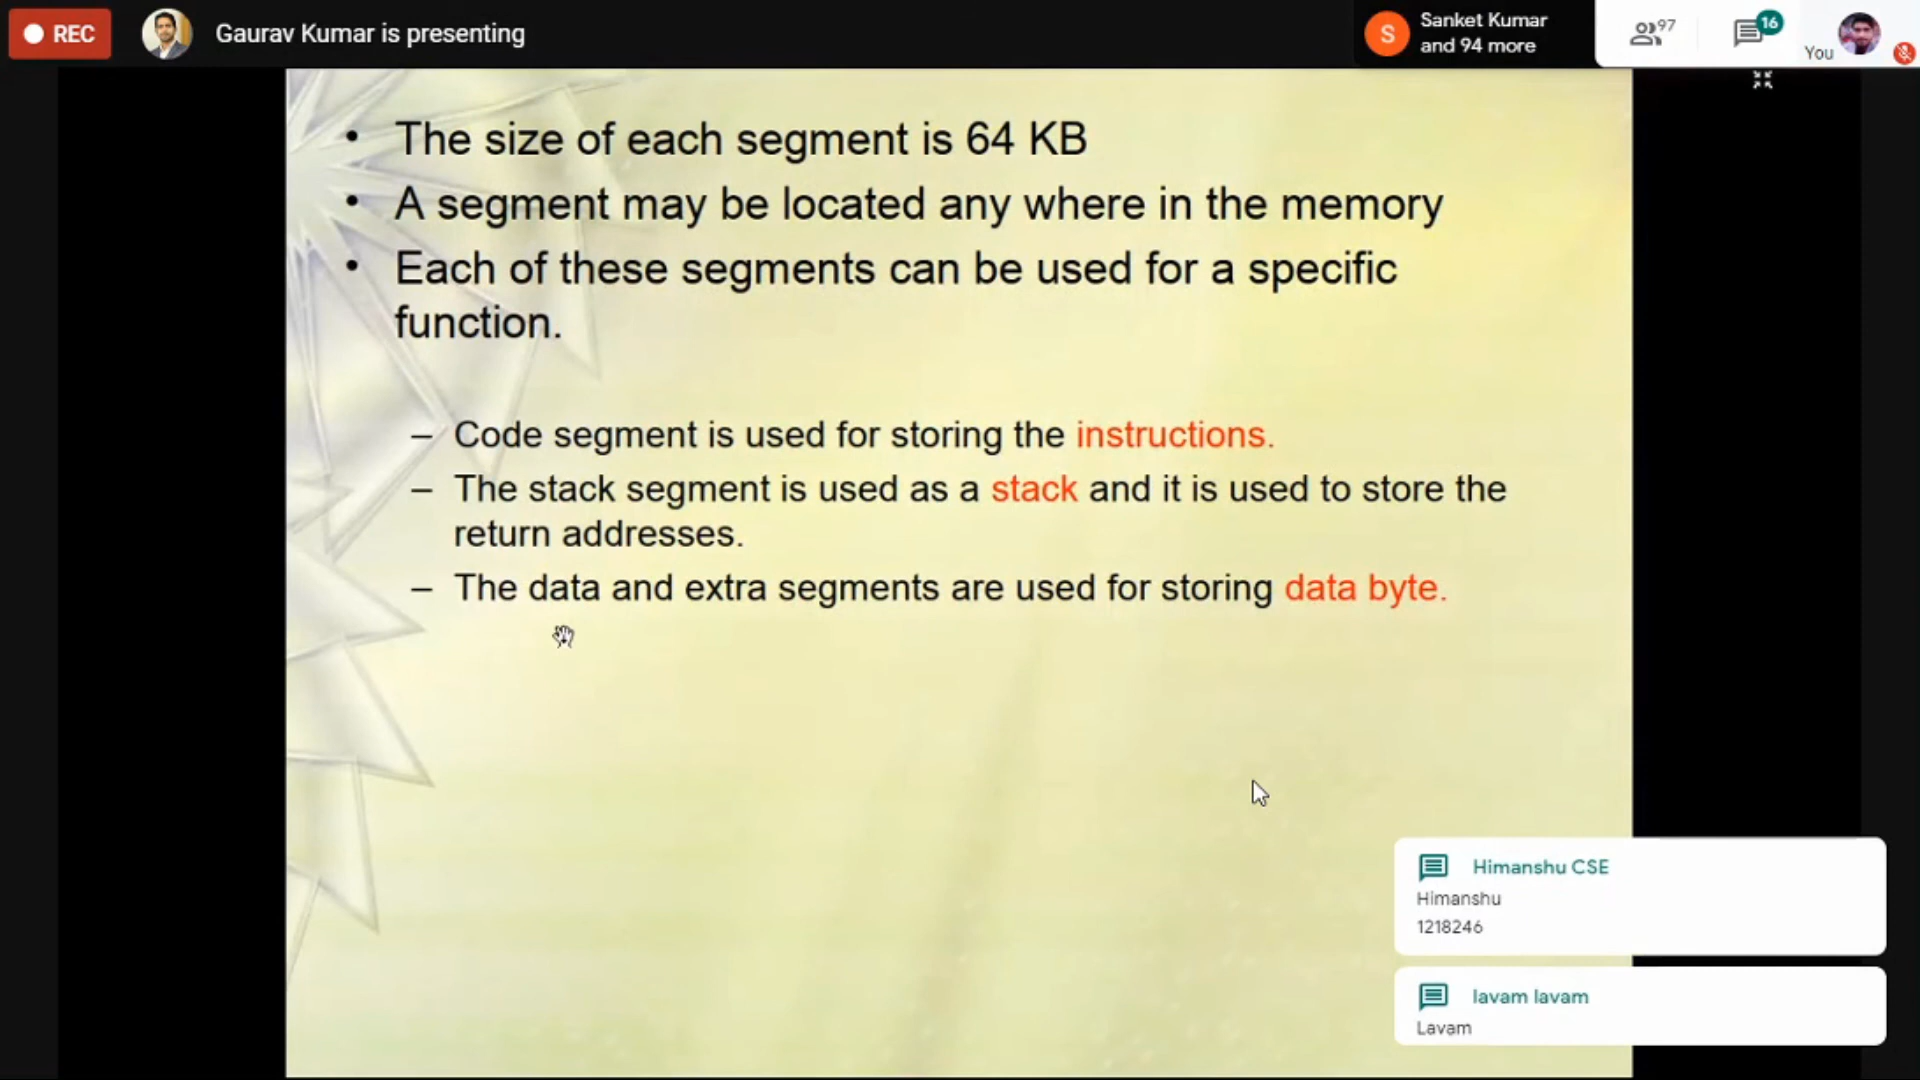 REC
Gaurav Kumar is presenting
Sanket Kumar
and 94 more
S
97
16
You
• The size of each segment is 64 KB
• A segment may be located any where in the memory
• Each of these segments can be used for a specific
function.
– Code segment is used for storing the instructions.
– The stack segment is used as a stack and it is used to store the
return addresses.
– The data and extra segments are used for storing data byte.
Himanshu CSE
Himanshu
1218246
lavam lavam
Lavam